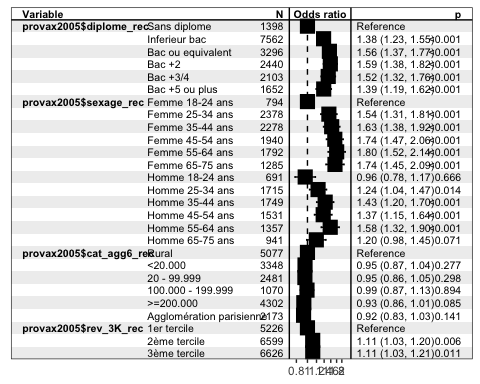 Variable N Odds ratio p
provax2005$diplome_rec Sans diplome 1398 Reference
Inferieur bac 7562 1.38 (1.23, 1.55) <0.001
Bac ou equivalent 3296 1.56 (1.37, 1.77) <0.001
Bac +2 2440 1.59 (1.38, 1.82) <0.001
Bac +3/4 2103 1.52 (1.32, 1.76) <0.001
Bac +5 ou plus 1652 1.39 (1.19, 1.62) <0.001
provax2005$sexage_rec Femme 18-24 ans 794 Reference
Femme 25-34 ans 2378 1.54 (1.31, 1.81) <0.001
Femme 35-44 ans 2278 1.63 (1.38, 1.92) <0.001
Femme 45-54 ans 1940 1.74 (1.47, 2.06) <0.001
Femme 55-64 ans 1792 1.80 (1.52, 2.14) <0.001
Femme 65-75 ans 1285 1.74 (1.45, 2.09) <0.001
Homme 18-24 ans 691 0.96 (0.78, 1.17) 0.666
Homme 25-34 ans 1715 1.24 (1.04, 1.47) 0.014
Homme 35-44 ans 1749 1.43 (1.20, 1.70) <0.001
Homme 45-54 ans 1531 1.37 (1.15, 1.64) <0.001
Homme 55-64 ans 1357 1.58 (1.32, 1.90) <0.001
Homme 65-75 ans 941 1.20 (0.98, 1.45) 0.071
provax2005$cat_agg6_rec Rural 5077 Reference
<20.000 3348 0.95 (0.87, 1.04) 0.277
20 - 99.999 2481 0.95 (0.86, 1.05) 0.298
100.000 - 199.999 1070 0.99 (0.87, 1.13) 0.894
>=200.000 4302 0.93 (0.86, 1.01) 0.085
Agglomération parisienne 2173 0.92 (0.83, 1.03) 0.141
provax2005$rev_3K_rec 1er tercile 5226 Reference
2ème tercile 6599 1.11 (1.03, 1.20) 0.006
3ème tercile 6626 1.11 (1.03, 1.21) 0.011
0.8